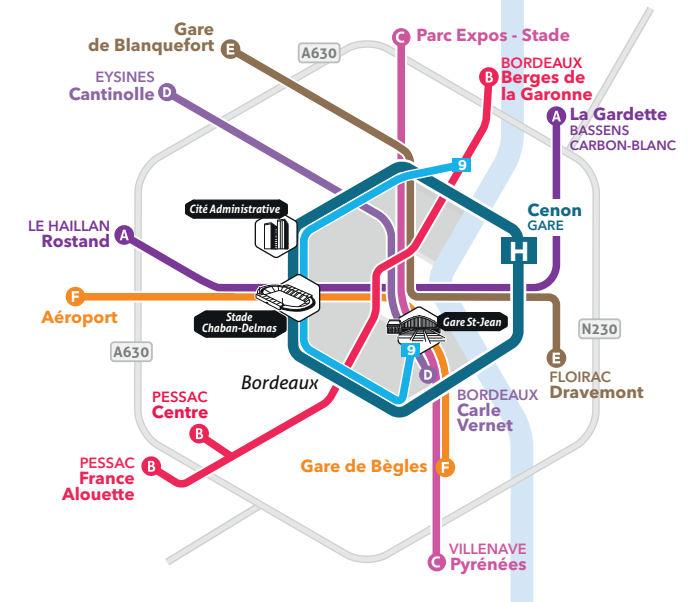 Gare
de Blanquefort E
A630
C Parc Expos - Stade
EYSINES
Cantinolle D
BORDEAUX
B Berges de
la Garonne
A La Gardette
BASSENS
CARBON-BLANC
9
Cité Administrative
Cenon
GARE
H
LE HAILLAN
Rostand A
F
Aéroport
Stade
Chaban-Delmas
Gare St-Jean
N230
A630
9
E
FLOIRAC
Dravemont
Bordeaux
D
BORDEAUX
Carle
Vernet
PESSAC
Centre
B
PESSAC
France
Alouette
B
Gare de Bègles F
VILLENAVE
C Pyrénées